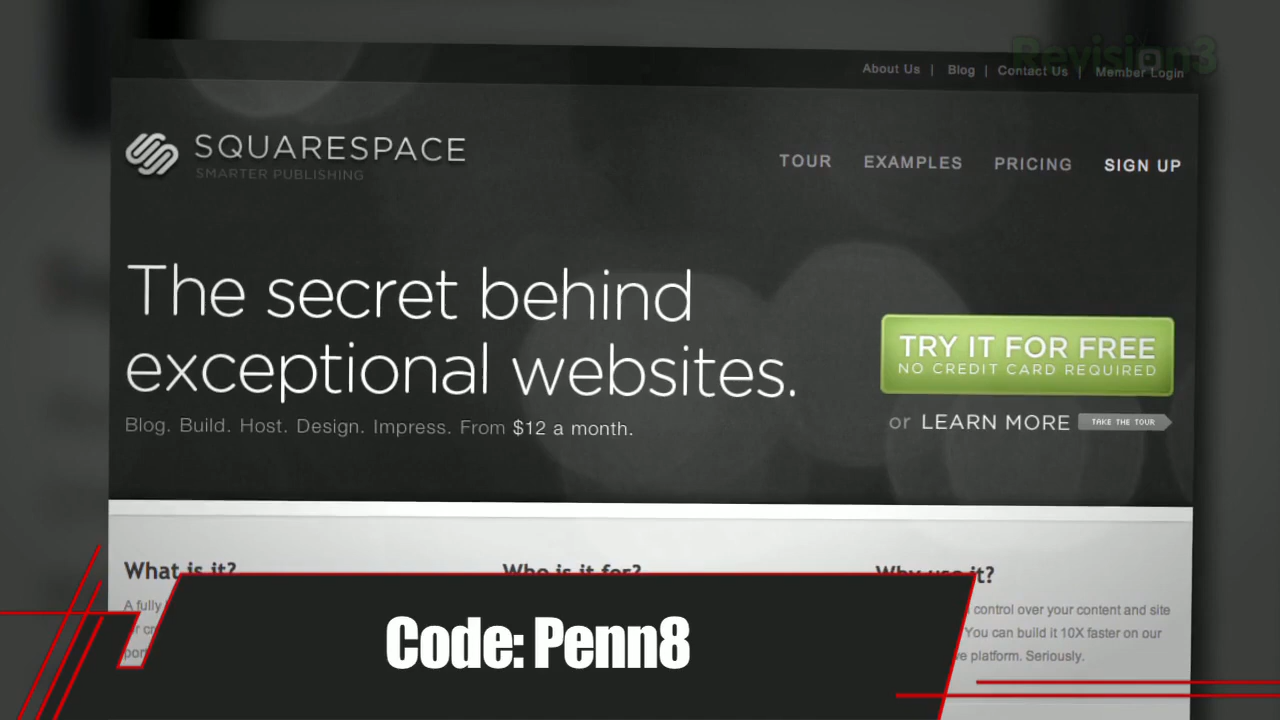 Revision3
About Us | Blog | Contact Us | Member Login
SQUARESPACE
SMARTER PUBLISHING
TOUR EXAMPLES PRICING SIGN UP
The secret behind
exceptional websites.
Blog. Build. Host. Design. Impress. From $12 a month.
TRY IT FOR FREE
NO CREDIT CARD REQUIRED
or LEARN MORE TAKE THE TOUR
What is it? Who is it for? Why use it?
A fully
control over your content and site
You can build it 10X faster on our
platform. Seriously.
Code: Penn8